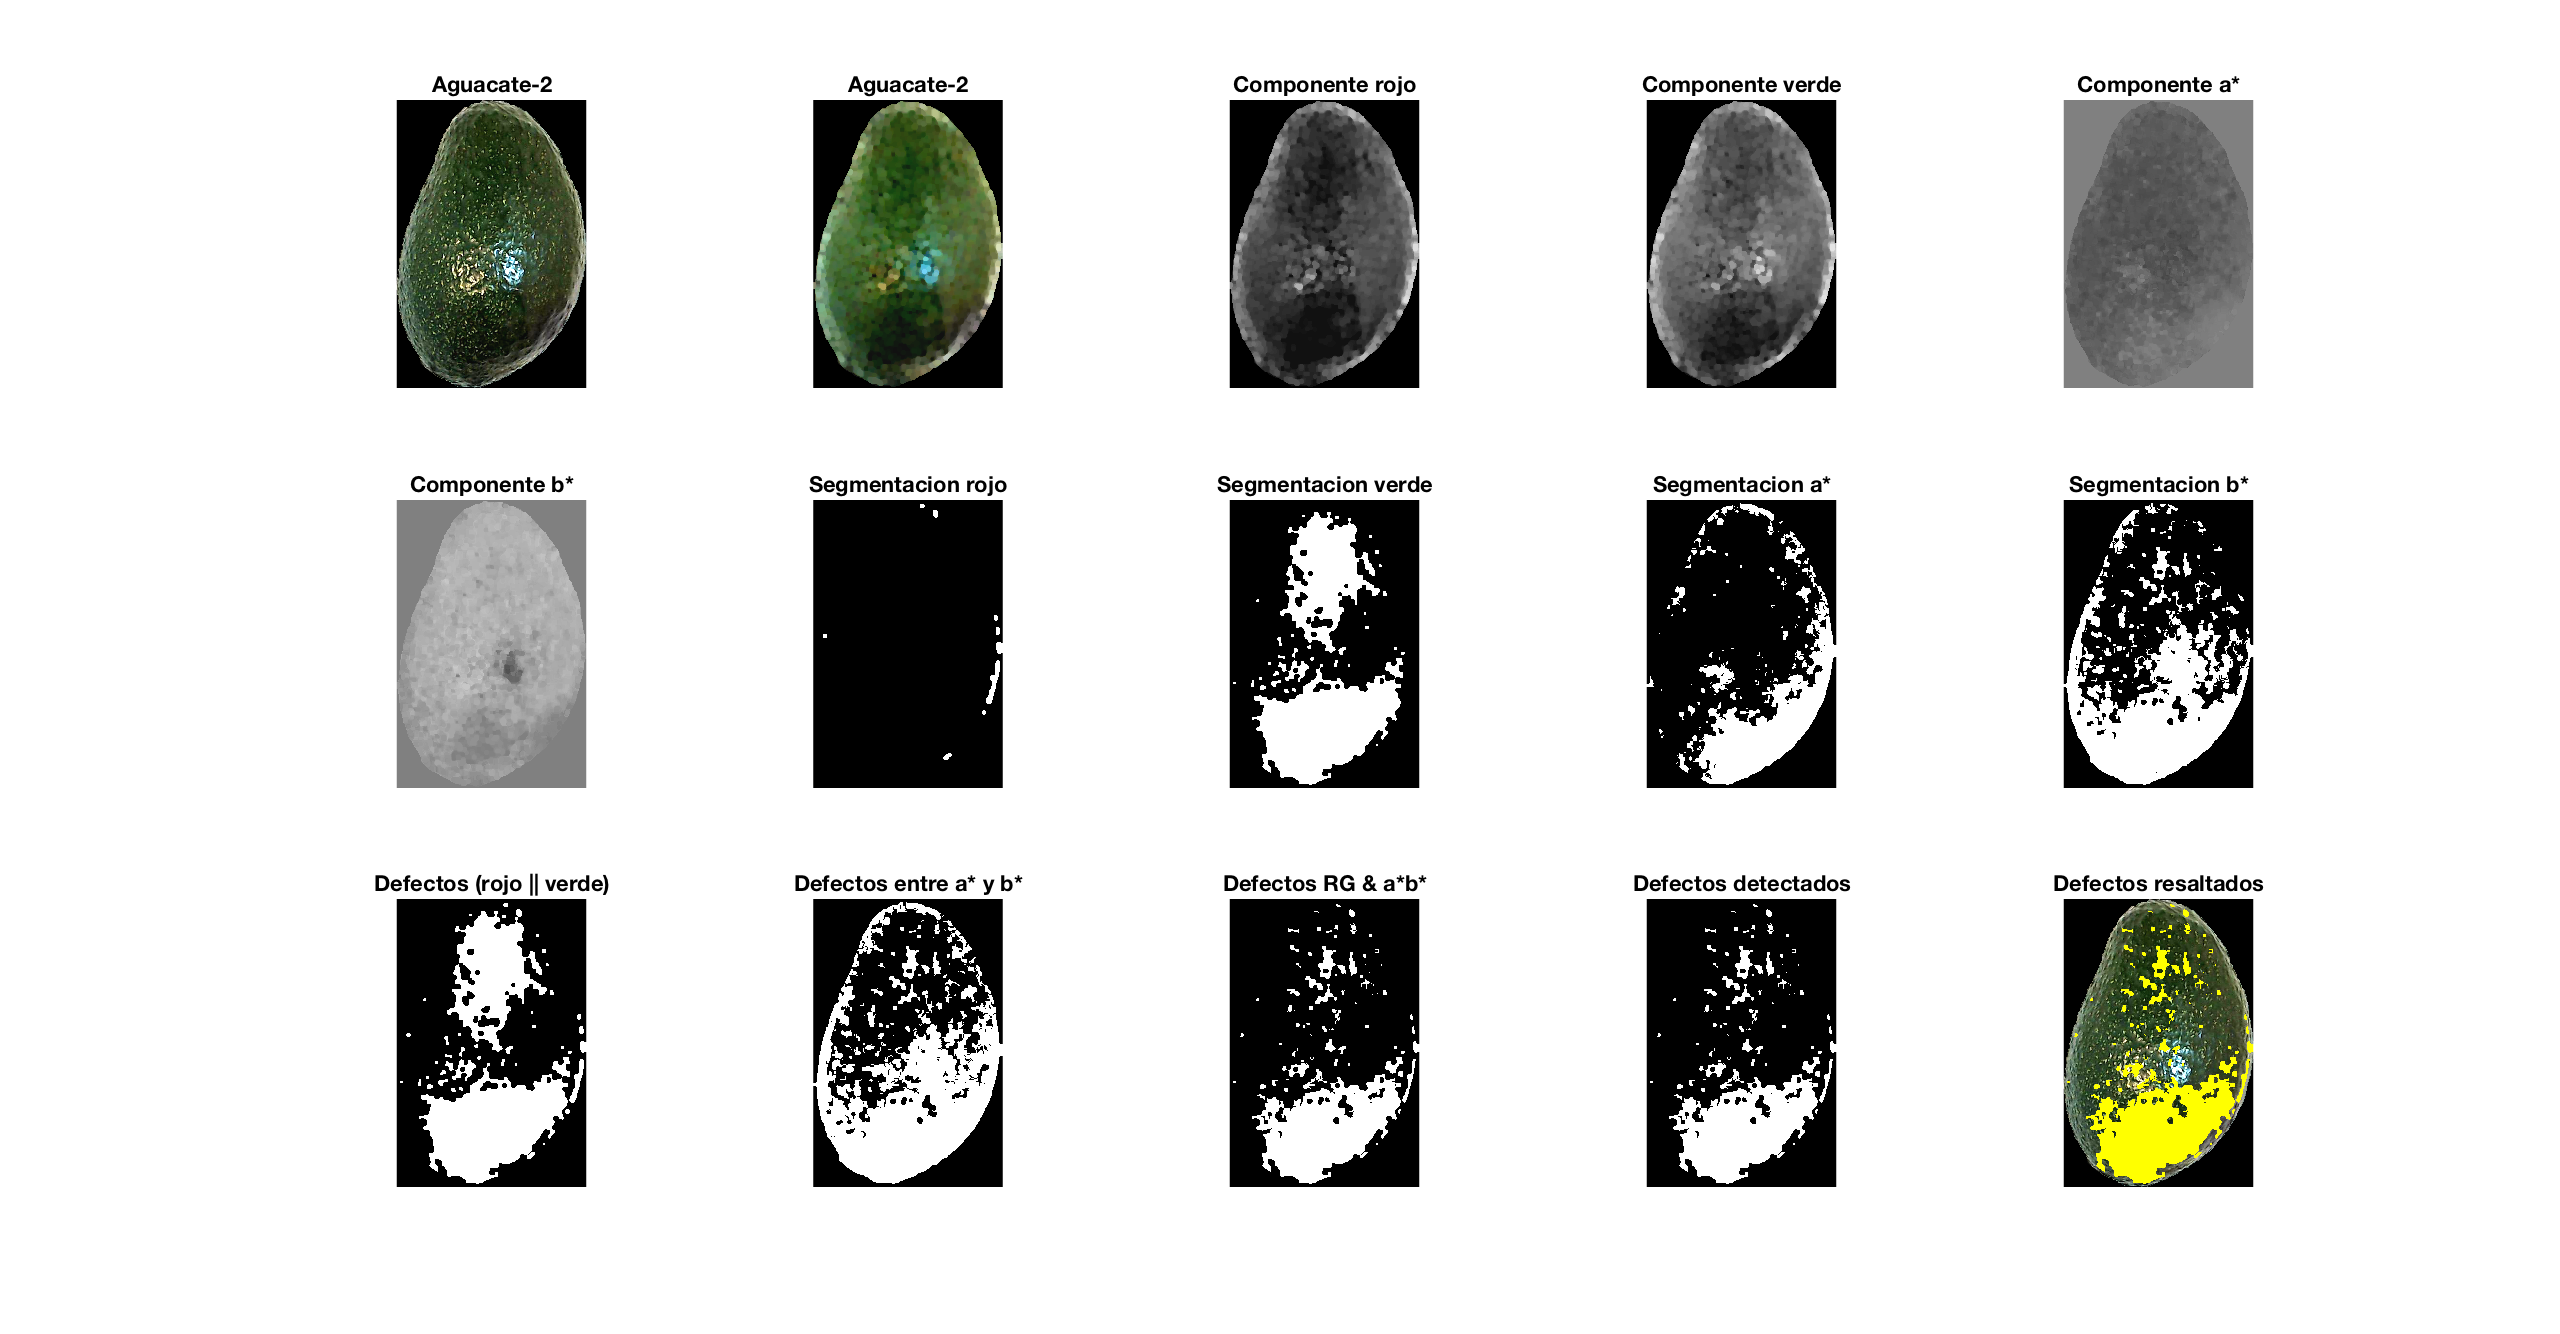 Aguacate-2
Aguacate-2
Componente rojo
Componente verde
Componente a*
Componente b*
Segmentacion rojo
Segmentacion verde
Segmentacion a*
Segmentacion b*
Defectos (rojo || verde)
Defectos entre a* y b*
Defectos RG & a*b*
Defectos detectados
Defectos resaltados